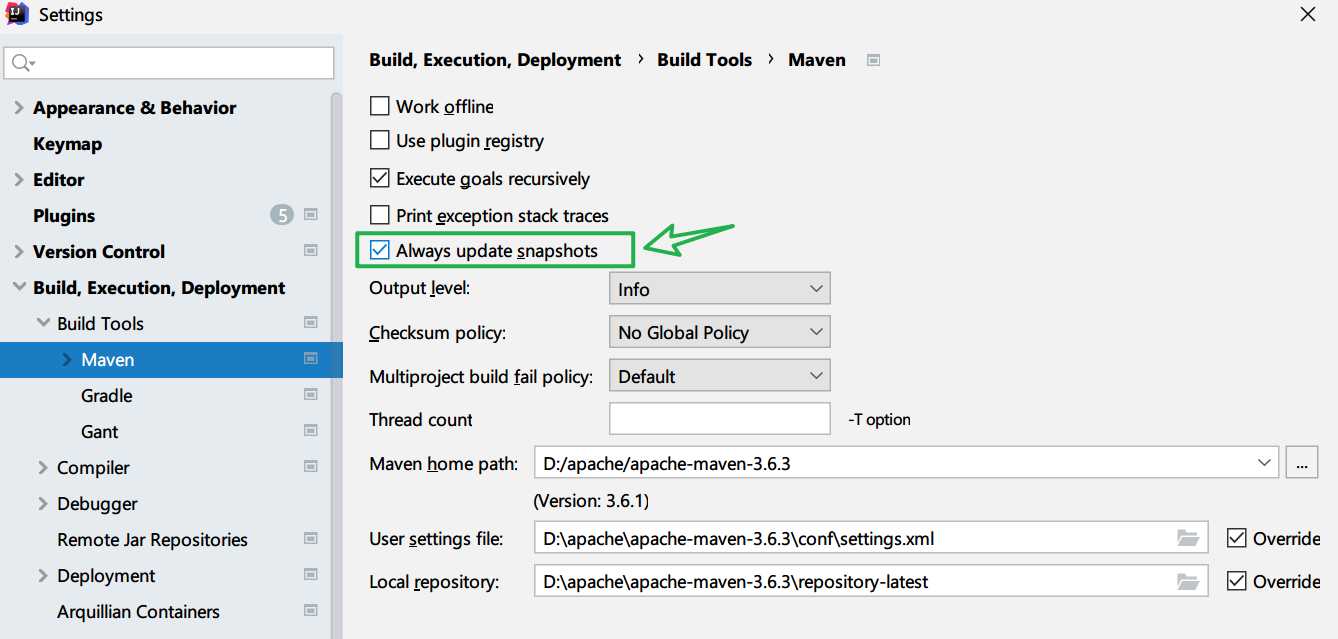 Settings
Build, Execution, Deployment › Build Tools › Maven
Appearance & Behavior
Keymap
Editor
Plugins 5
Version Control
Build, Execution, Deployment
Build Tools
Maven
Gradle
Gant
Compiler
Debugger
Remote Jar Repositories
Deployment
Arquillian Containers
Work offline
Use plugin registry
Execute goals recursively
Print exception stack traces
Always update snapshots
Output level: Info
Checksum policy: No Global Policy
Multiproject build fail policy: Default
Thread count -T option
Maven home path: D:/apache/apache-maven-3.6.3 ...
(Version: 3.6.1)
User settings file: D:\apache\apache-maven-3.6.3\conf\settings.xml Override
Local repository: D:\apache\apache-maven-3.6.3\repository-latest Override